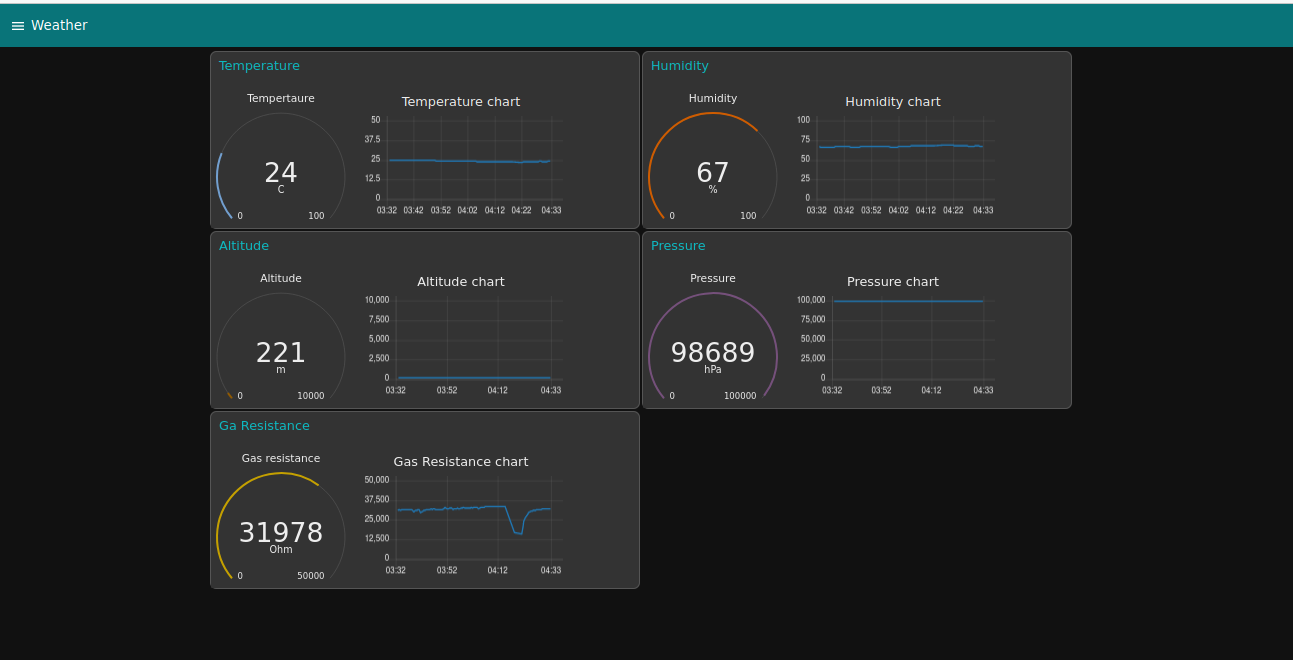 Weather
Temperature
Tempertaure
24
C
0 100
Temperature chart
50
37.5
25
12.5
0
03:32 03:42 03:52 04:02 04:12 04:22 04:33
Humidity
Humidity
67
%
0 100
Humidity chart
100
75
50
25
0
03:32 03:42 03:52 04:02 04:12 04:22 04:33
Altitude
Altitude
221
m
0 10000
Altitude chart
10,000
7,500
5,000
2,500
0
03:32 03:52 04:12 04:33
Pressure
Pressure
98689
hPa
0 100000
Pressure chart
100,000
75,000
50,000
25,000
0
03:32 03:52 04:12 04:33
Ga Resistance
Gas resistance
31978
Ohm
0 50000
Gas Resistance chart
50,000
37,500
25,000
12,500
0
03:32 03:52 04:12 04:33